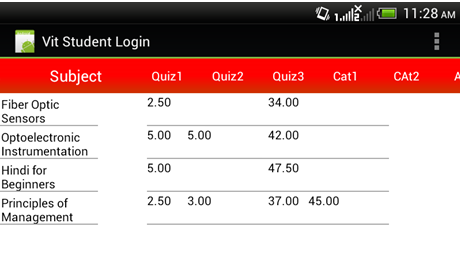 11:28 AM
Vit Student Login
Subject Quiz1 Quiz2 Quiz3 Cat1 CAt2 A
Fiber Optic 2.50 34.00
Sensors
Optoelectronic 5.00 5.00 42.00
Instrumentation
Hindi for 5.00 47.50
Beginners
Principles of 2.50 3.00 37.00 45.00
Management